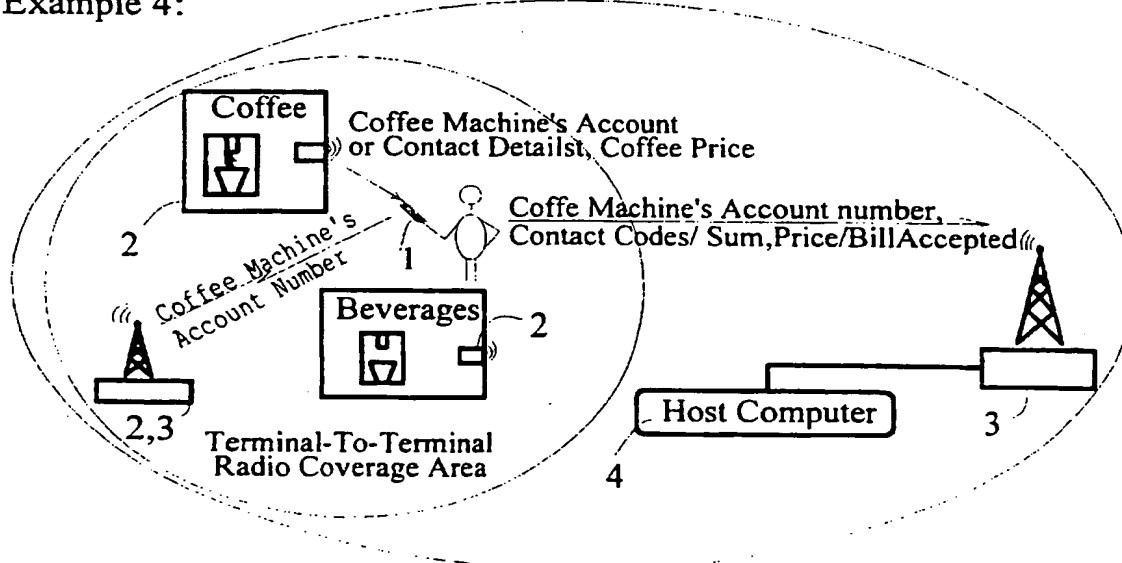 Example 4:
Coffee
Coffee Machine's Account
or Contact Detailst, Coffee Price
2
Coffe Machine's Account number,
Contact Codes/ Sum,Price/BillAccepted
1
Coffee Machine's
Account Number
Beverages
2
2,3
Terminal-To-Terminal
Radio Coverage Area
Host Computer
3
4